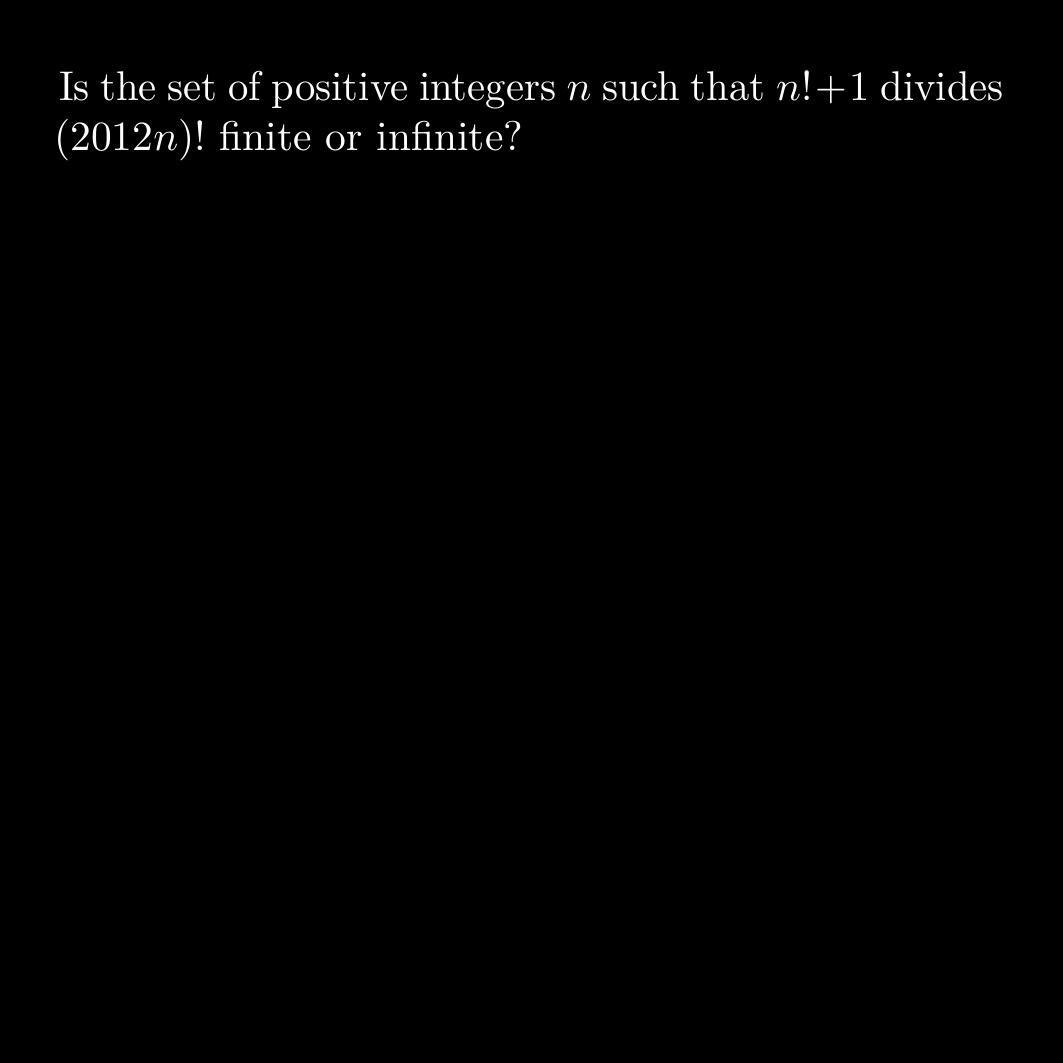 Is the set of positive integers n such that n!+1 divides
(2012n)! finite or infinite?